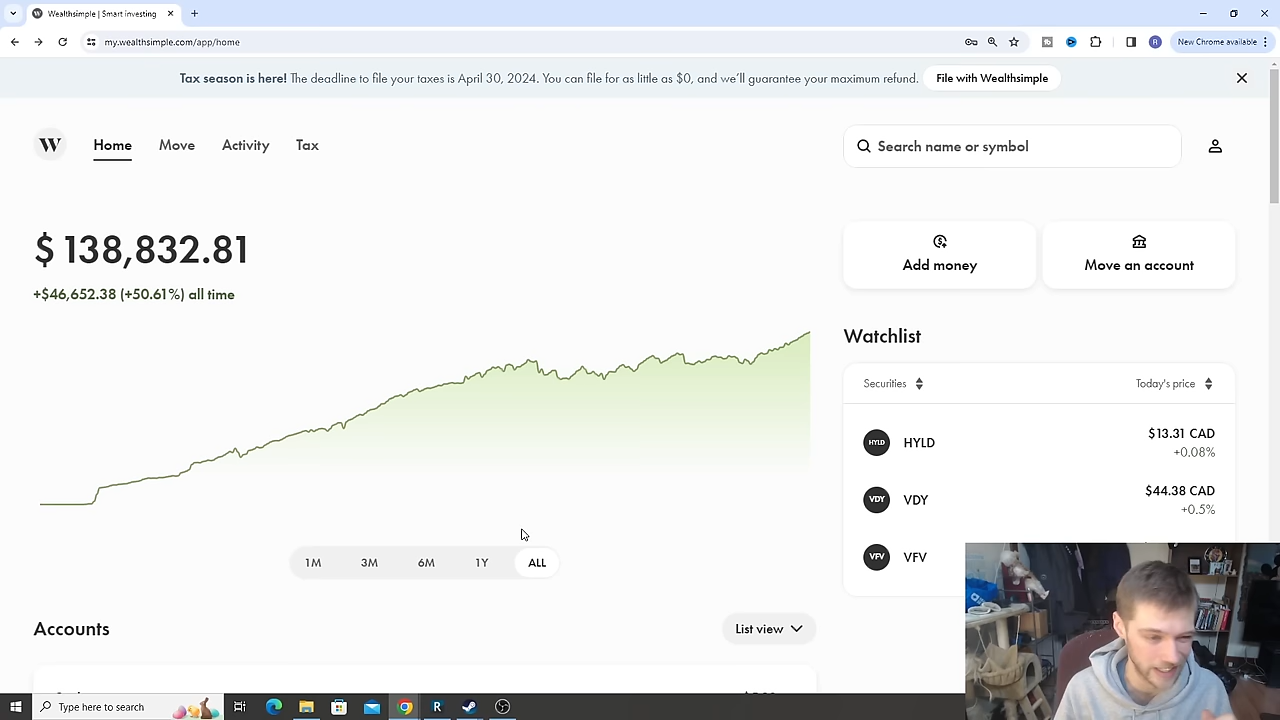 Wealthsimple | Smart investing
my.wealthsimple.com/app/home
R
New Chrome available
Tax season is here! The deadline to file your taxes is April 30, 2024. You can file for as little as $0, and we'll guarantee your maximum refund.
File with Wealthsimple
W
Home
Move
Activity
Tax
Search name or symbol
$ 138,832.81
+$46,652.38 (+50.61%) all time
Add money
Move an account
Watchlist
Securities
Today's price
HYLD
HYLD
$13.31 CAD
+0.08%
VDY
VDY
$44.38 CAD
+0.5%
VFV
VFV
1M
3M
6M
1Y
ALL
Accounts
List view
Type here to search